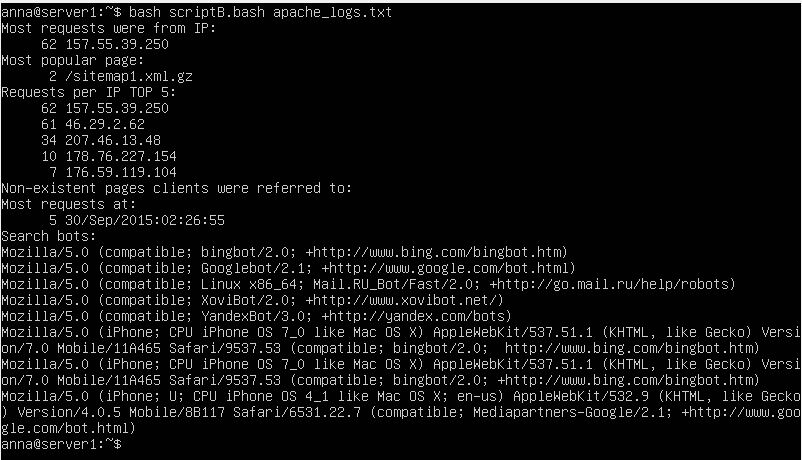 anna@server1:~$ bash scriptB.bash apache_logs.txt
Most requests were from IP:
     62 157.55.39.250
Most popular page:
      2 /sitemap1.xml.gz
Requests per IP TOP 5:
     62 157.55.39.250
     61 46.29.2.62
     34 207.46.13.48
     10 178.76.227.154
      7 176.59.119.104
Non-existent pages clients were referred to:
Most requests at:
      5 30/Sep/2015:02:26:55
Search bots:
Mozilla/5.0 (compatible; bingbot/2.0; +http://www.bing.com/bingbot.htm)
Mozilla/5.0 (compatible; Googlebot/2.1; +http://www.google.com/bot.html)
Mozilla/5.0 (compatible; Linux x86_64; Mail.RU_Bot/Fast/2.0; +http://go.mail.ru/help/robots)
Mozilla/5.0 (compatible; XoviBot/2.0; +http://www.xovibot.net/)
Mozilla/5.0 (compatible; YandexBot/3.0; +http://yandex.com/bots)
Mozilla/5.0 (iPhone; CPU iPhone OS 7_0 like Mac OS X) AppleWebKit/537.51.1 (KHTML, like Gecko) Versi
on/7.0 Mobile/11A465 Safari/9537.53 (compatible; bingbot/2.0;  http://www.bing.com/bingbot.htm)
Mozilla/5.0 (iPhone; CPU iPhone OS 7_0 like Mac OS X) AppleWebKit/537.51.1 (KHTML, like Gecko) Versi
on/7.0 Mobile/11A465 Safari/9537.53 (compatible; bingbot/2.0; +http://www.bing.com/bingbot.htm)
Mozilla/5.0 (iPhone; U; CPU iPhone OS 4_1 like Mac OS X; en-us) AppleWebKit/532.9 (KHTML, like Gecko
) Version/4.0.5 Mobile/8B117 Safari/6531.22.7 (compatible; Mediapartners-Google/2.1; +http://www.goo
gle.com/bot.html)
anna@server1:~$